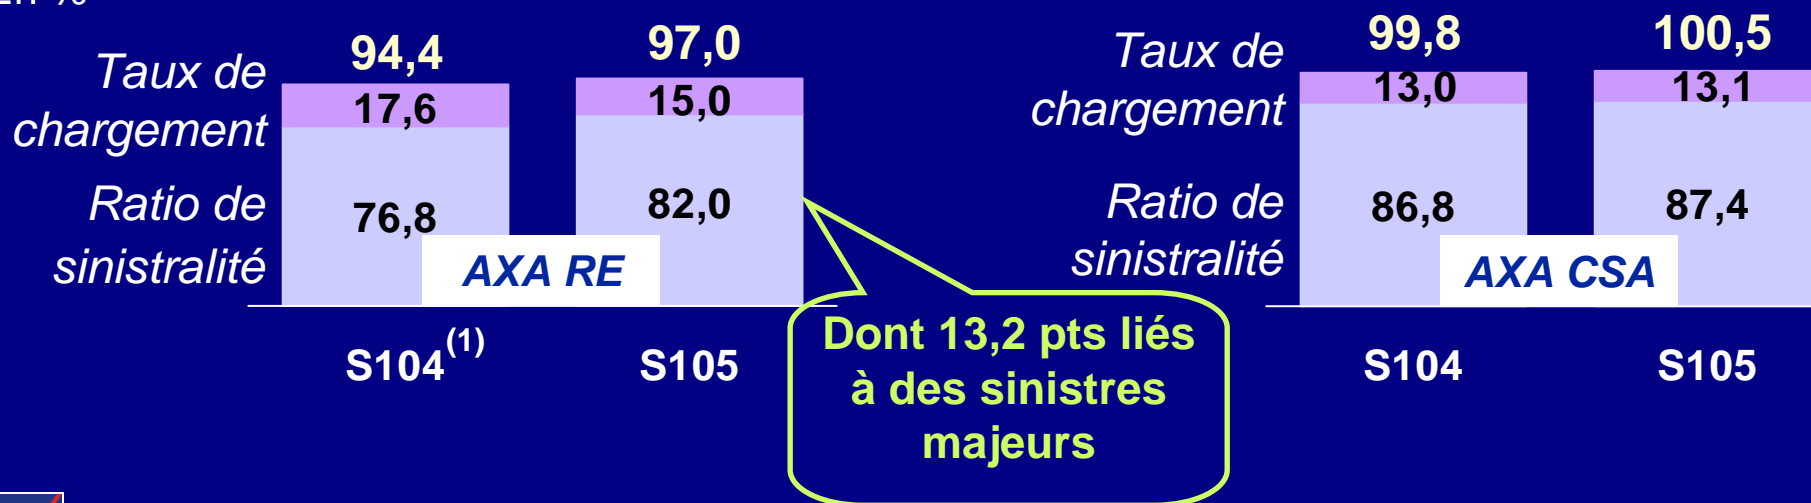 En %
94,4
97,0
Taux de
chargement
17,6
15,0
Ratio de
sinistralité
76,8
82,0
AXA RE
S104(1)
S105
Dont 13,2 pts liés
à des sinistres
majeurs
99,8
100,5
Taux de
chargement
13,0
13,1
Ratio de
sinistralité
86,8
87,4
AXA CSA
S104
S105